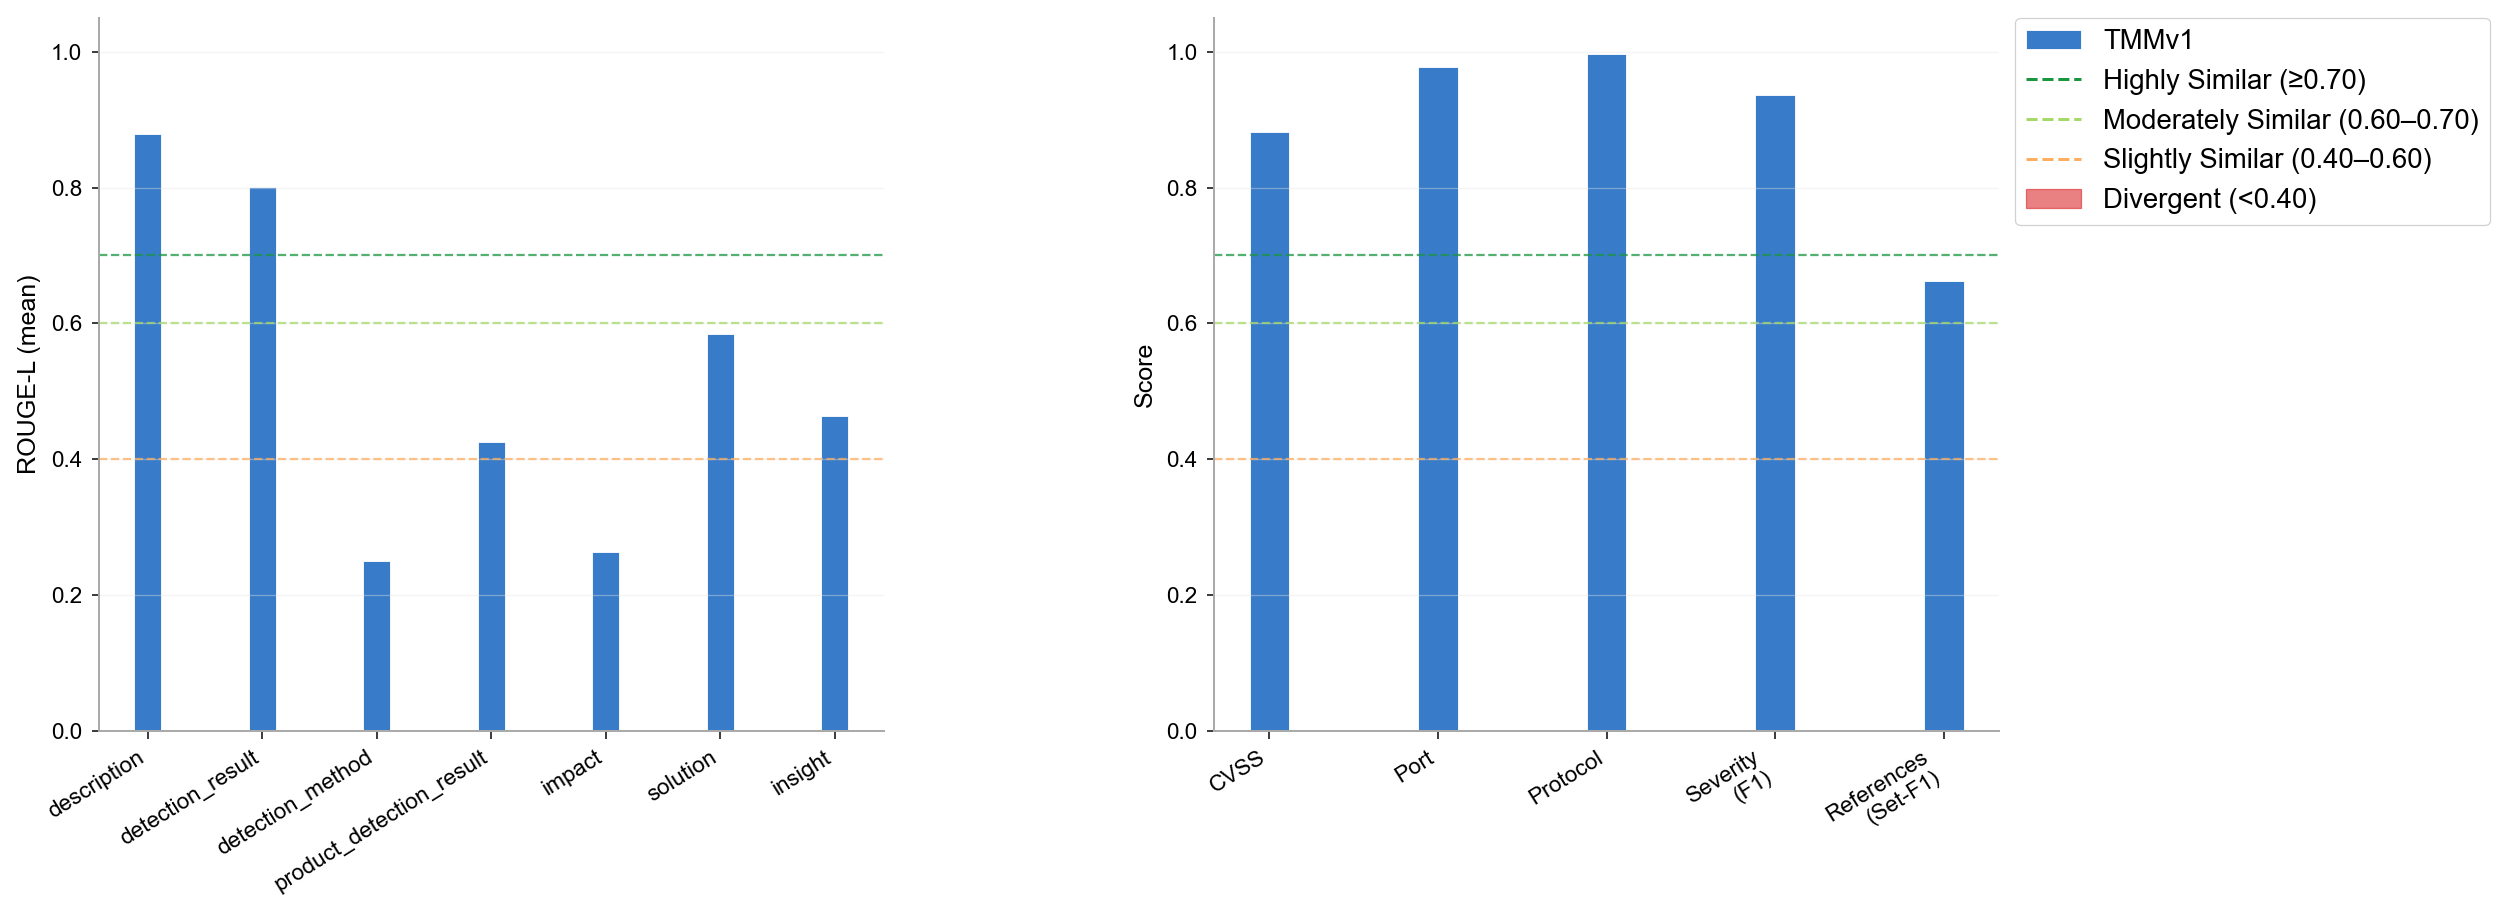 ROUGE-L (mean)
1.0
0.8
0.6
0.4
0.2
0.0
description
detection_result
detection_method
product_detection_result
impact
solution
insight
Score
1.0
0.8
0.6
0.4
0.2
0.0
CVSS
Port
Protocol
Severity
(F1)
References
(Set-F1)
TMMv1
Highly Similar (≥0.70)
Moderately Similar (0.60–0.70)
Slightly Similar (0.40–0.60)
Divergent (<0.40)